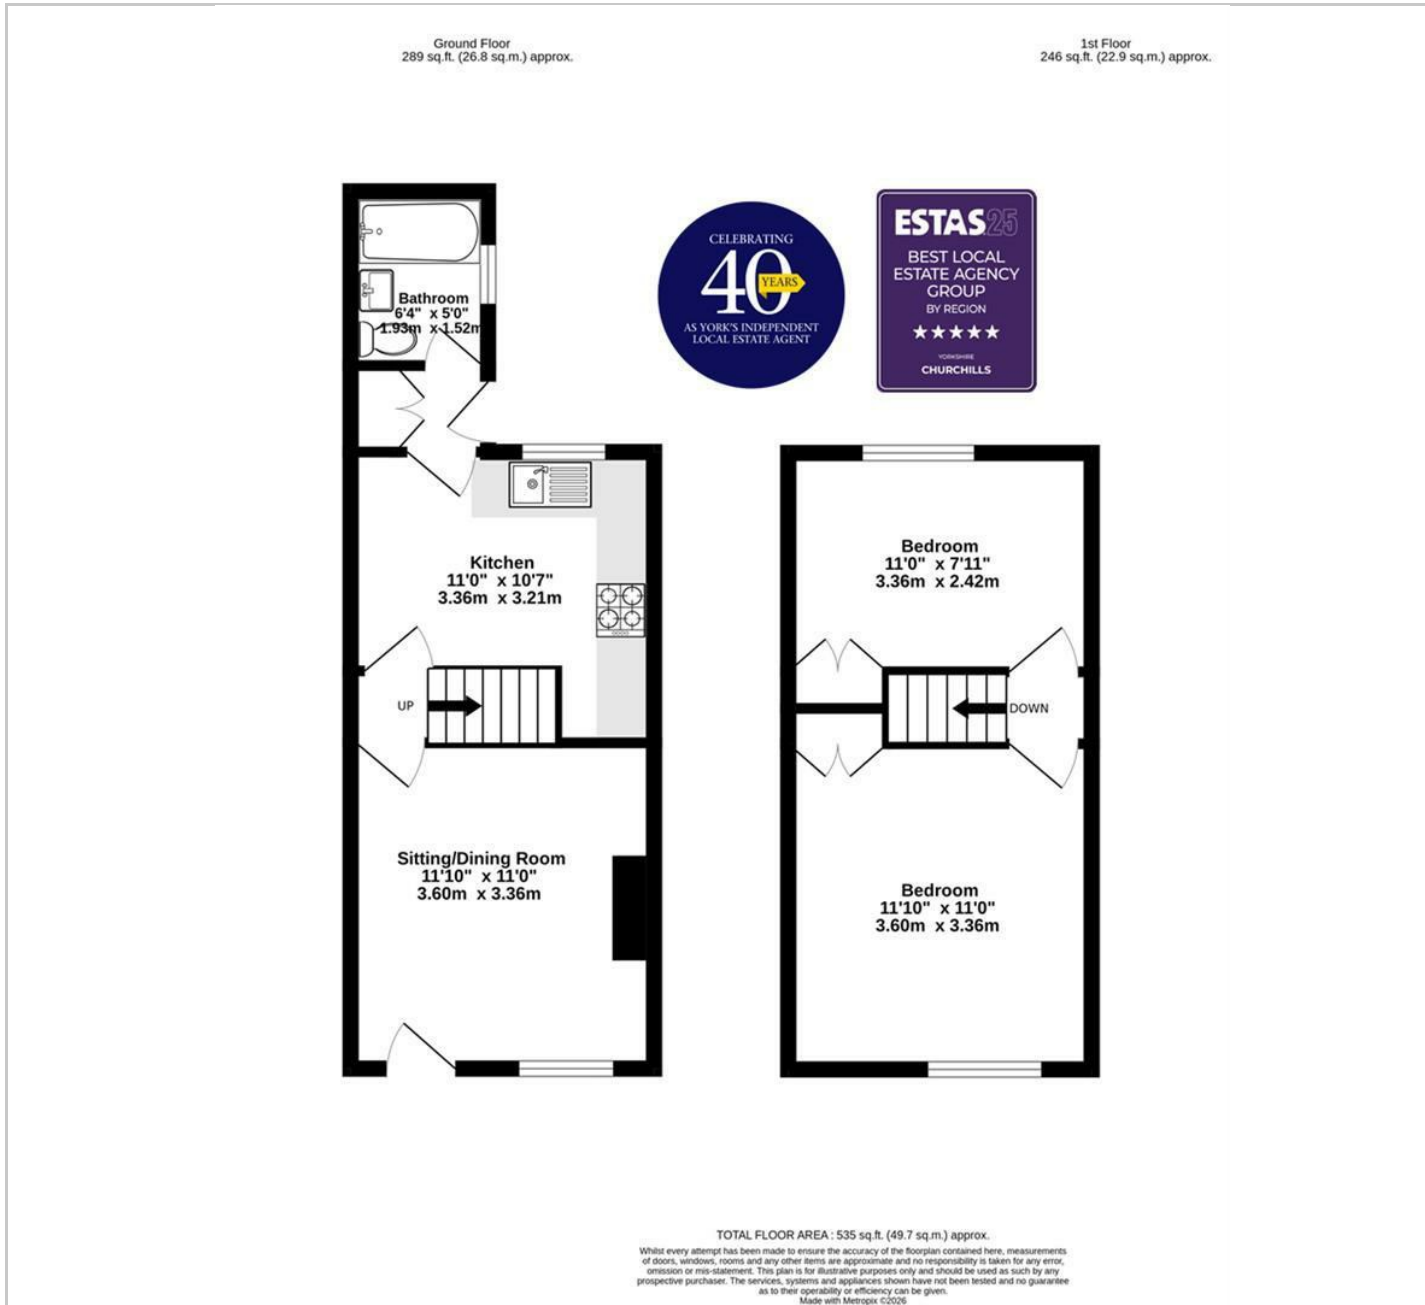 Ground Floor
289 sq.ft. (26.8 sq.m.) approx.
1st Floor
246 sq.ft. (22.9 sq.m.) approx.
CELEBRATING
40
YEARS
AS YORK'S INDEPENDENT
LOCAL ESTATE AGENT
ESTAS 25
BEST LOCAL
ESTATE AGENCY
GROUP
BY REGION
★★★★★
YORKSHIRE
CHURCHILLS
Bathroom
6'4" x 5'0"
1.93m x 1.52m
Kitchen
11'0" x 10'7"
3.36m x 3.21m
UP
Sitting/Dining Room
11'10" x 11'0"
3.60m x 3.36m
Bedroom
11'0" x 7'11"
3.36m x 2.42m
DOWN
Bedroom
11'10" x 11'0"
3.60m x 3.36m
TOTAL FLOOR AREA : 535 sq.ft. (49.7 sq.m.) approx.
Whilst every attempt has been made to ensure the accuracy of the floorplan contained here, measurements
of doors, windows, rooms and any other items are approximate and no responsibility is taken for any error,
omission or mis-statement. This plan is for illustrative purposes only and should be used as such by any
prospective purchaser. The services, systems and appliances shown have not been tested and no guarantee
as to their operability or efficiency can be given.
Made with Metropix ©2026